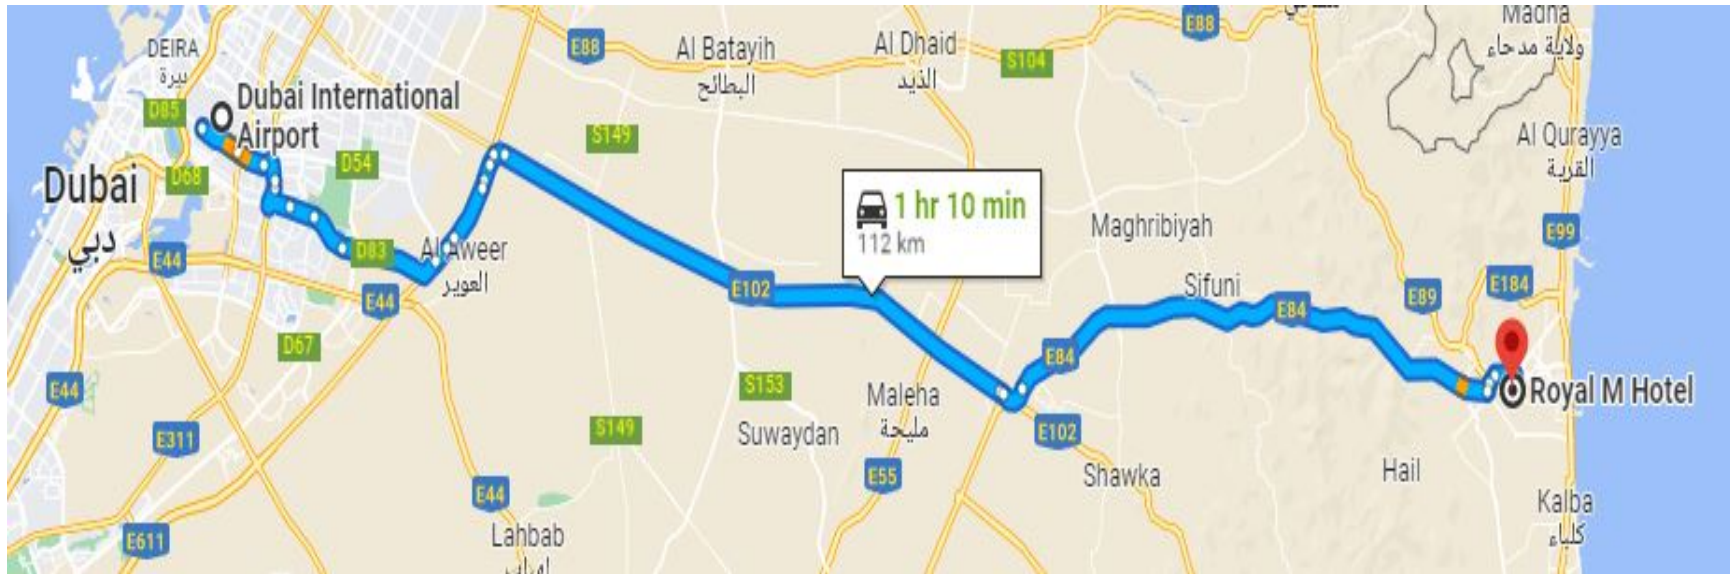 Madha
ولاية مدحاء
E88
E88
DEIRA
ديرة
Al Batayih
البطائح
Al Dhaid
الذيد
S104
D85
Dubai International
Airport
S149
Al Qurayya
القرية
D54
D68
Dubai
دبي
1 hr 10 min
112 km
Maghribiyah
E99
E44
D83
Al Aweer
العوير
E102
E44
Sifuni
E84
E89
E184
D67
E84
E44
S153
Maleha
مليحة
Royal M Hotel
E311
S149
Suwaydan
E102
E55
Shawka
Hail
E44
Kalba
كلباء
E611
Lahbab